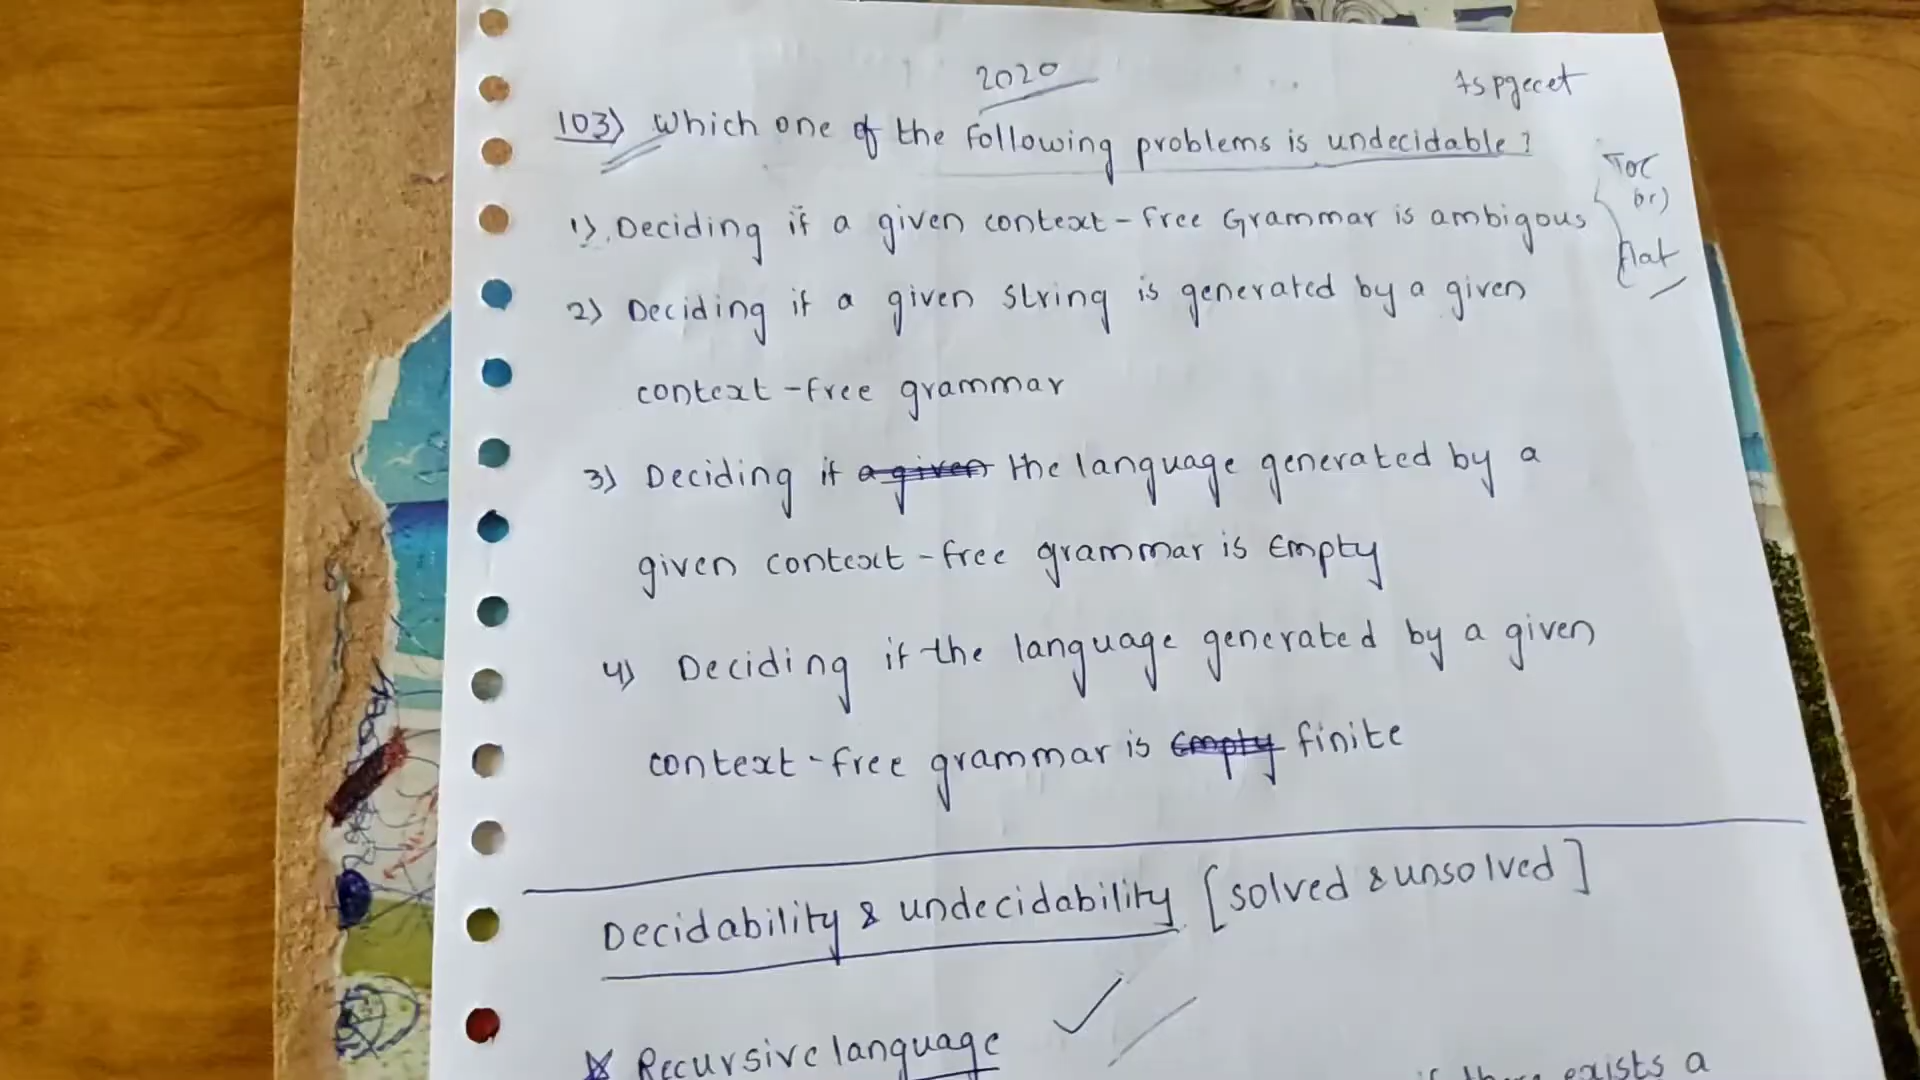 2020
Tspgecet
103) Which one of the following problems is undecidable?
TOC
or)
flat
1) Deciding if a given context-free Grammar is ambigous
2) Deciding if a given string is generated by a given
context-free grammar
3) Deciding if a given the language generated by a
given context-free grammar is Empty
4) Deciding if the language generated by a given
context-free grammar is Empty finite
Decidability & undecidability [solved & unsolved]
Recursive language
if there exists a